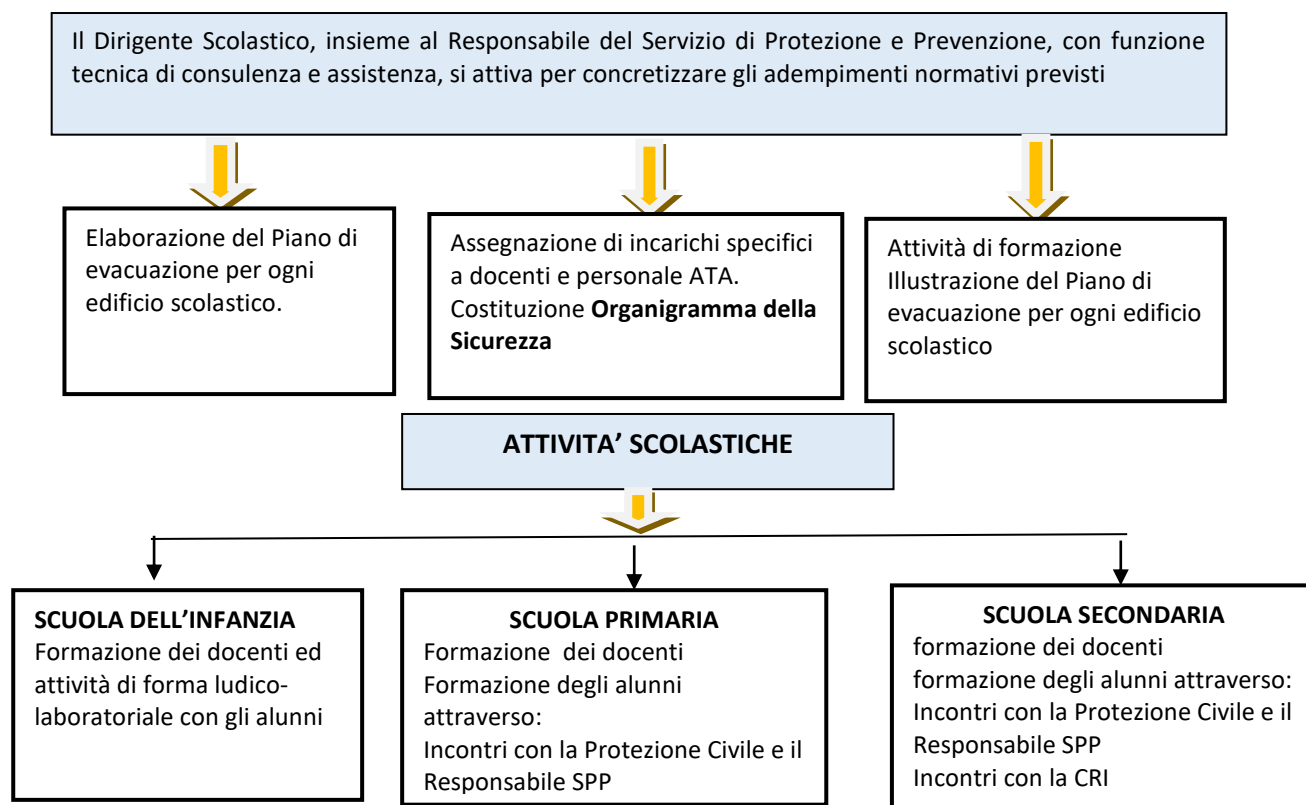 Il Dirigente Scolastico, insieme al Responsabile del Servizio di Protezione e Prevenzione, con funzione
tecnica di consulenza e assistenza, si attiva per concretizzare gli adempimenti normativi previsti
Elaborazione del Piano di
evacuazione per ogni
edificio scolastico.
Assegnazione di incarichi specifici
a docenti e personale ATA.
Costituzione Organigramma della
Sicurezza
Attività di formazione
Illustrazione del Piano di
evacuazione per ogni edificio
scolastico
ATTIVITA’ SCOLASTICHE
SCUOLA DELL’INFANZIA
Formazione dei docenti ed
attività di forma ludico-
laboratoriale con gli alunni
SCUOLA PRIMARIA
Formazione  dei docenti
Formazione degli alunni
attraverso:
Incontri con la Protezione Civile e il
Responsabile SPP
SCUOLA SECONDARIA
formazione dei docenti
formazione degli alunni attraverso:
Incontri con la Protezione Civile e il
Responsabile SPP
Incontri con la CRI